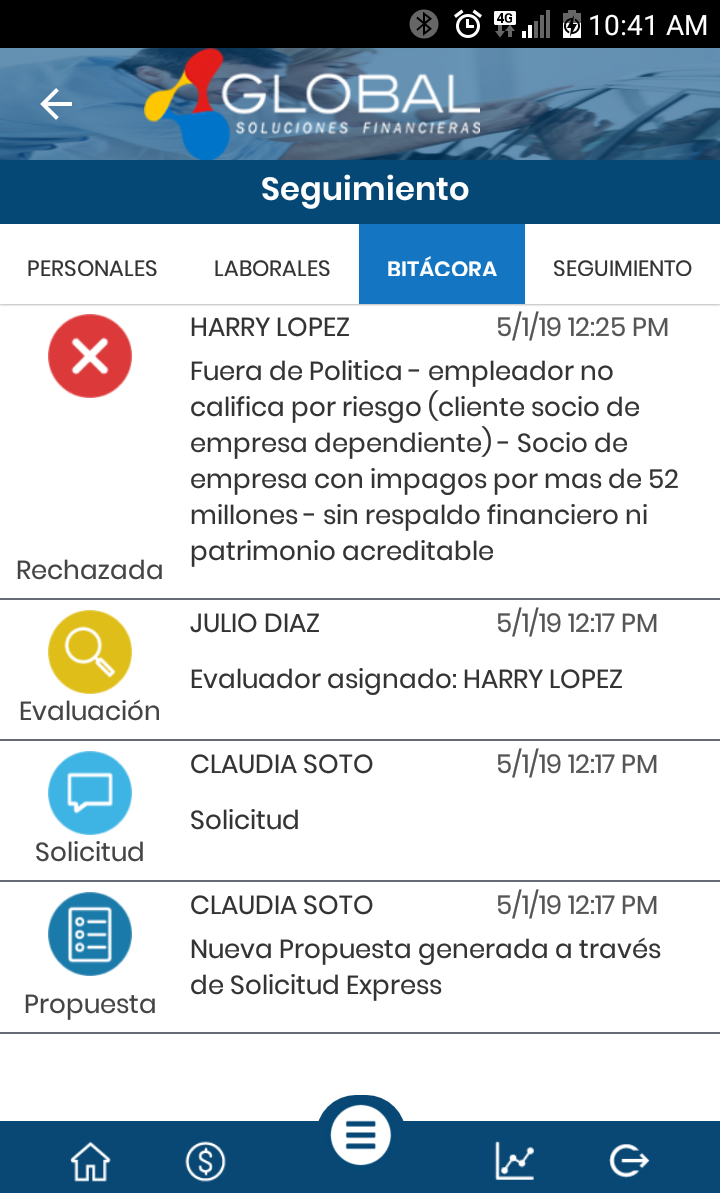 4G 10:41 AM
GLOBAL
SOLUCIONES FINANCIERAS
Seguimiento
PERSONALES LABORALES BITÁCORA SEGUIMIENTO
HARRY LOPEZ 5/1/19 12:25 PM
Fuera de Politica - empleador no
califica por riesgo (cliente socio de
empresa dependiente) - Socio de
empresa con impagos por mas de 52
millones - sin respaldo financiero ni
patrimonio acreditable
Rechazada
JULIO DIAZ 5/1/19 12:17 PM
Evaluador asignado: HARRY LOPEZ
Evaluación
CLAUDIA SOTO 5/1/19 12:17 PM
Solicitud
Solicitud
CLAUDIA SOTO 5/1/19 12:17 PM
Nueva Propuesta generada a través
de Solicitud Express
Propuesta